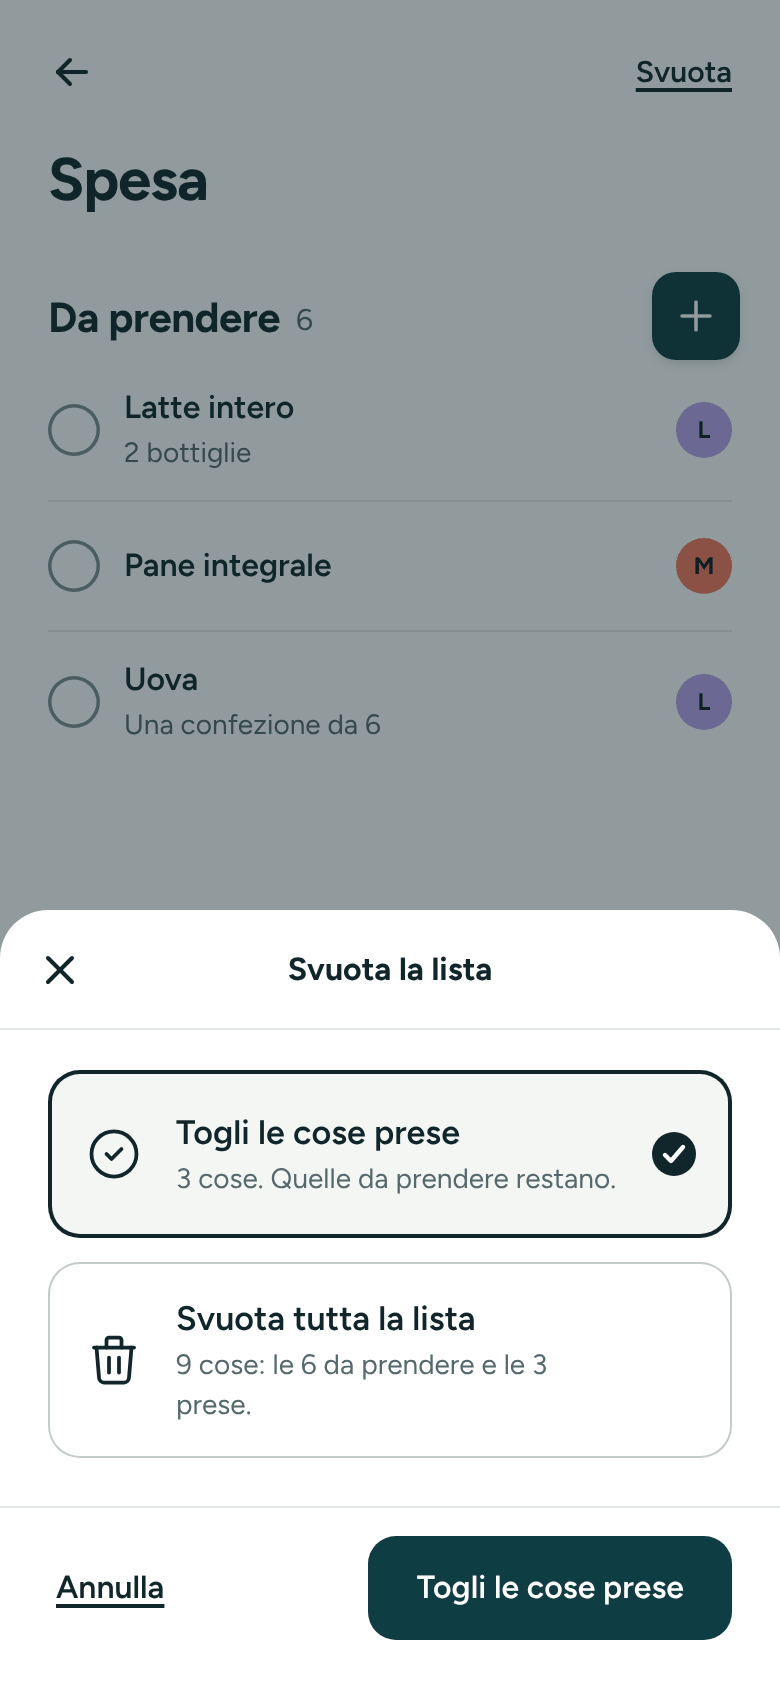 Svuota
Spesa
Da prendere 6
Latte intero
2 bottiglie
L
Pane integrale
M
Uova
Una confezione da 6
L
Svuota la lista
Togli le cose prese
3 cose. Quelle da prendere restano.
Svuota tutta la lista
9 cose: le 6 da prendere e le 3
prese.
Annulla
Togli le cose prese